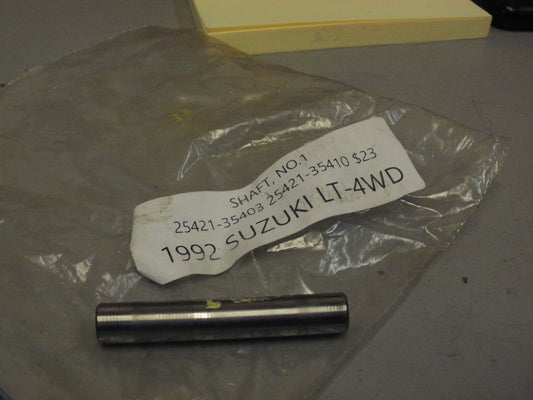 SHAFT, NO.1
25421-35403 25421-35410 $23
1992 SUZUKI LT-4WD